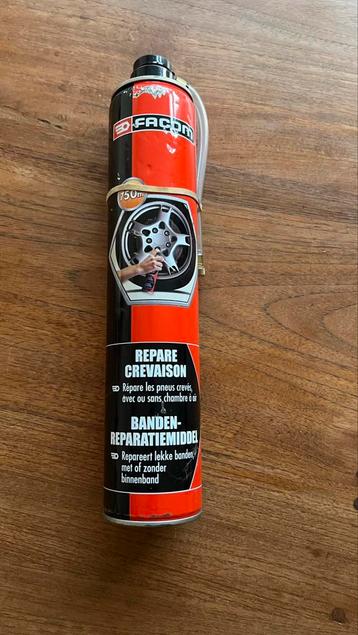 FACOM
750ml
REPARE
CREVAISON
Répare les pneus crevés,
avec ou sans chambre à air
BANDEN-
REPARATIEMIDDEL
Repareert lekke banden,
met of zonder
binnenband